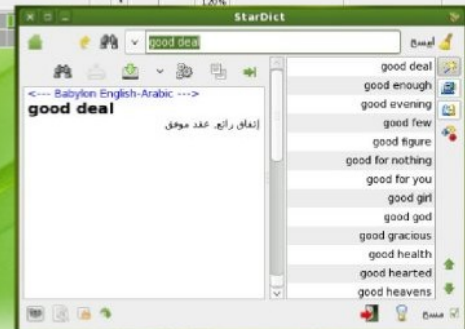 120%
StarDict
good deal
امسح
<--- Babylon English-Arabic --->
good deal
إتفاق رائع, عقد موفق
good deal
good enough
good evening
good few
good figure
good for nothing
good for you
good girl
good god
good gracious
good health
good hearted
good heavens
مسح